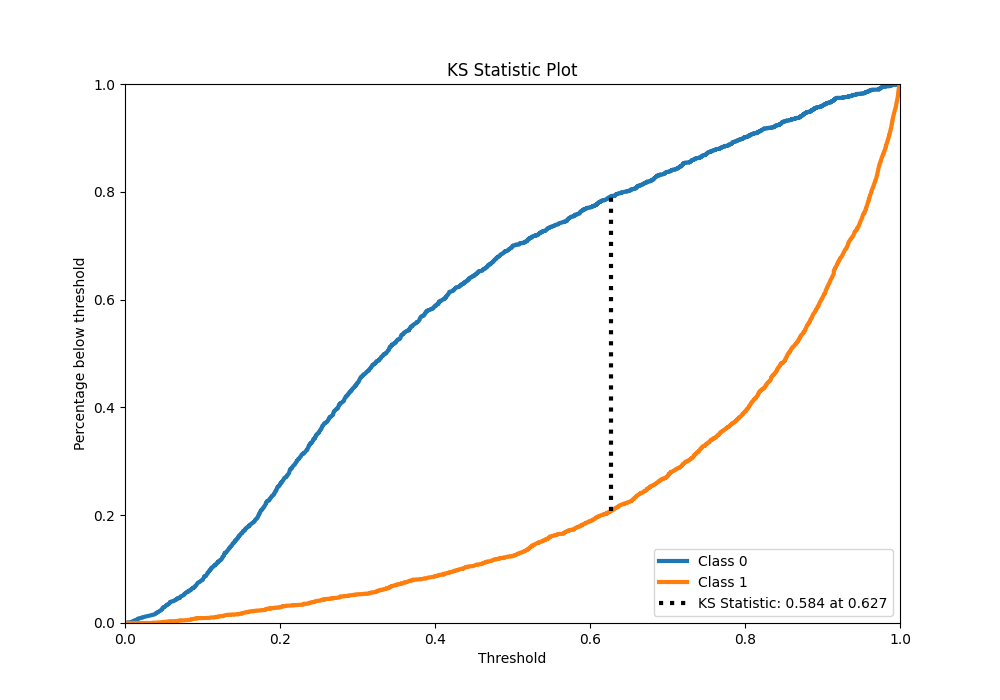 KS Statistic Plot
1.0
0.8
0.6
0.4
0.2
0.0
Percentage below threshold
0.0 0.2 0.4 0.6 0.8 1.0
Threshold
Class 0
Class 1
KS Statistic: 0.584 at 0.627